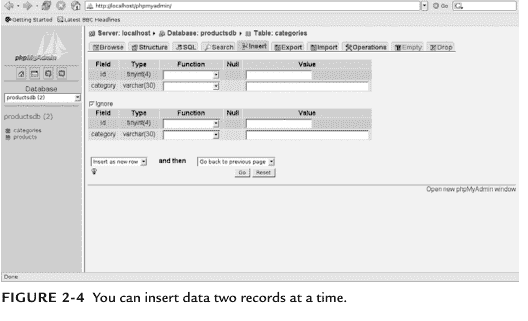 http://localhost/phpmyadmin/ Go
Getting Started Latest BBC Headlines
phpMyAdmin
Database
productsdb (2)
productsdb (2)
categories
products
Server: localhost Database: productsdb Table: categories
Browse Structure SQL Search Insert Export Import Operations Empty Drop
Field Type Function Null Value
id tinyint(4)
category varchar(30)
Ignore
Field Type Function Null Value
id tinyint(4)
category varchar(30)
Insert as new row and then Go back to previous page
Go Reset
Open new phpMyAdmin window
Done
FIGURE 2-4 You can insert data two records at a time.